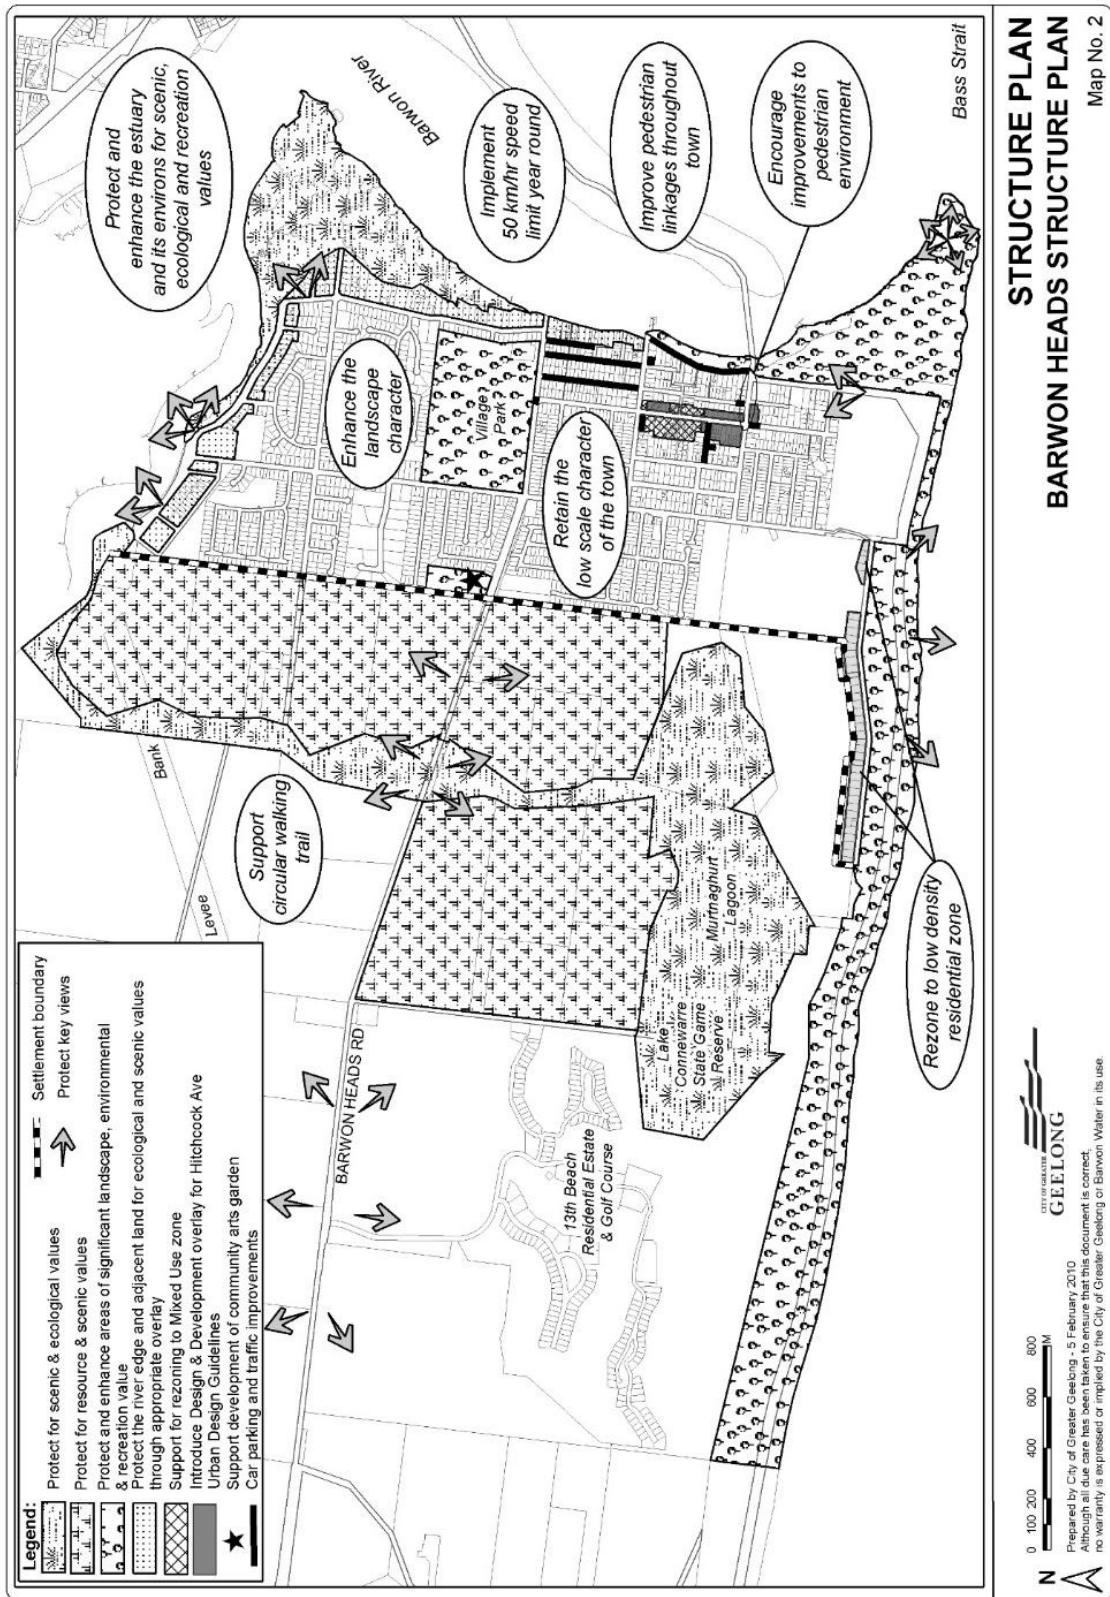 STRUCTURE PLAN
BARWON HEADS STRUCTURE PLAN
Map No. 2
Legend:
Protect for scenic & ecological values
Protect for resource & scenic values
Protect and enhance areas of significant landscape, environmental
& recreation value
Protect the river edge and adjacent land for ecological and scenic values
through appropriate overlay
Support for rezoning to Mixed Use zone
Introduce Design & Development overlay for Hitchcock Ave
Urban Design Guidelines
Support development of community arts garden
Car parking and traffic improvements
Settlement boundary
Protect key views
Levee
Bank
Support
circular walking
trail
BARWON HEADS RD
13th Beach
Residential Estate
& Golf Course
Lake
Connewarre
State Game
Reserve
Murtnaghurt
Lagoon
Rezone to low density
residential zone
Protect and
enhance the estuary
and its environs for scenic,
ecological and recreation
values
Barwon River
Enhance the
landscape
character
Village
Park
Implement
50 km/hr speed
limit year round
Retain the
low scale character
of the town
Improve pedestrian
linkages throughout
town
Encourage
improvements to
pedestrian
environment
Bass Strait
N
0 100 200 400 600 800
M
CITY OF GREATER
GEELONG
Prepared by City of Greater Geelong - 5 February 2010
Although all due care has been taken to ensure that this document is correct,
no warranty is expressed or implied by the City of Greater Geelong or Barwon Water in its use.